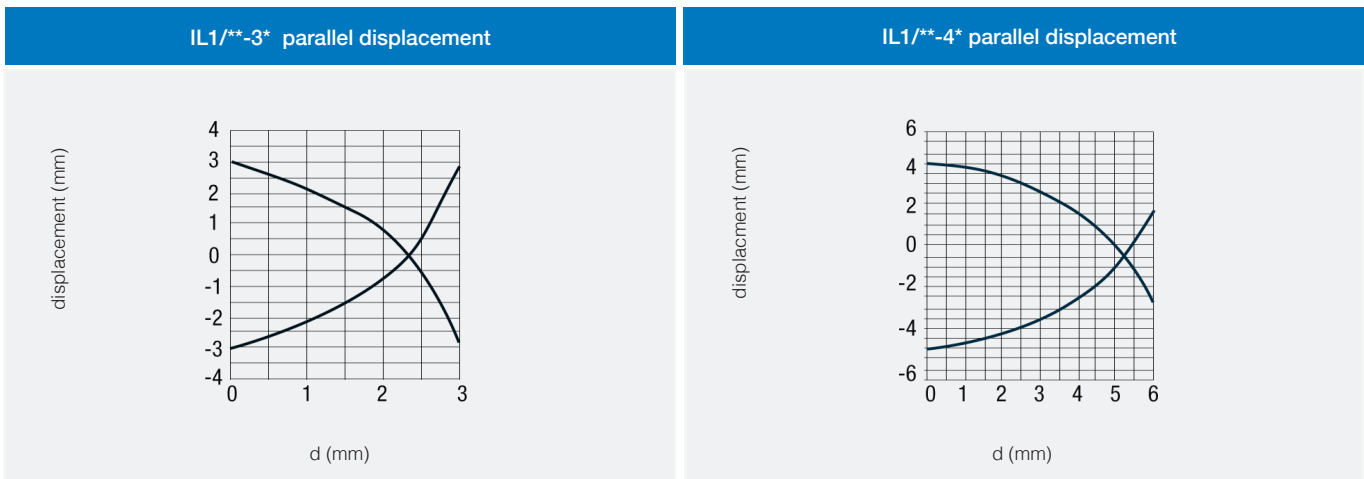 IL1/**-3* parallel displacement
displacement (mm)
4
3
2
1
0
-1
-2
-3
-4
0 1 2 3
d (mm)
IL1/**-4* parallel displacement
displacment (mm)
6
4
2
0
-2
-4
-6
0 1 2 3 4 5 6
d (mm)